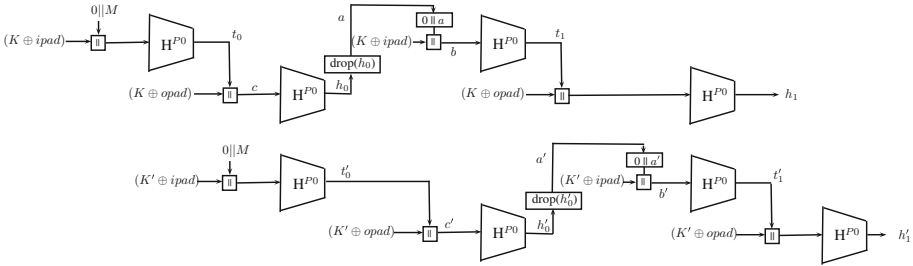 0||M
(K ⊕ ipad)
||
H^{P0}
t_0
(K ⊕ opad)
||
c
H^{P0}
h_0
drop(h_0)
a
0 || a
(K ⊕ ipad)
||
b
H^{P0}
t_1
(K ⊕ opad)
||
H^{P0}
h_1
0||M
(K′ ⊕ ipad)
||
H^{P0}
t′_0
(K′ ⊕ opad)
||
c′
H^{P0}
h′_0
drop(h′_0)
a′
0 || a′
(K′ ⊕ ipad)
||
b′
H^{P0}
t′_1
(K′ ⊕ opad)
||
H^{P0}
h′_1